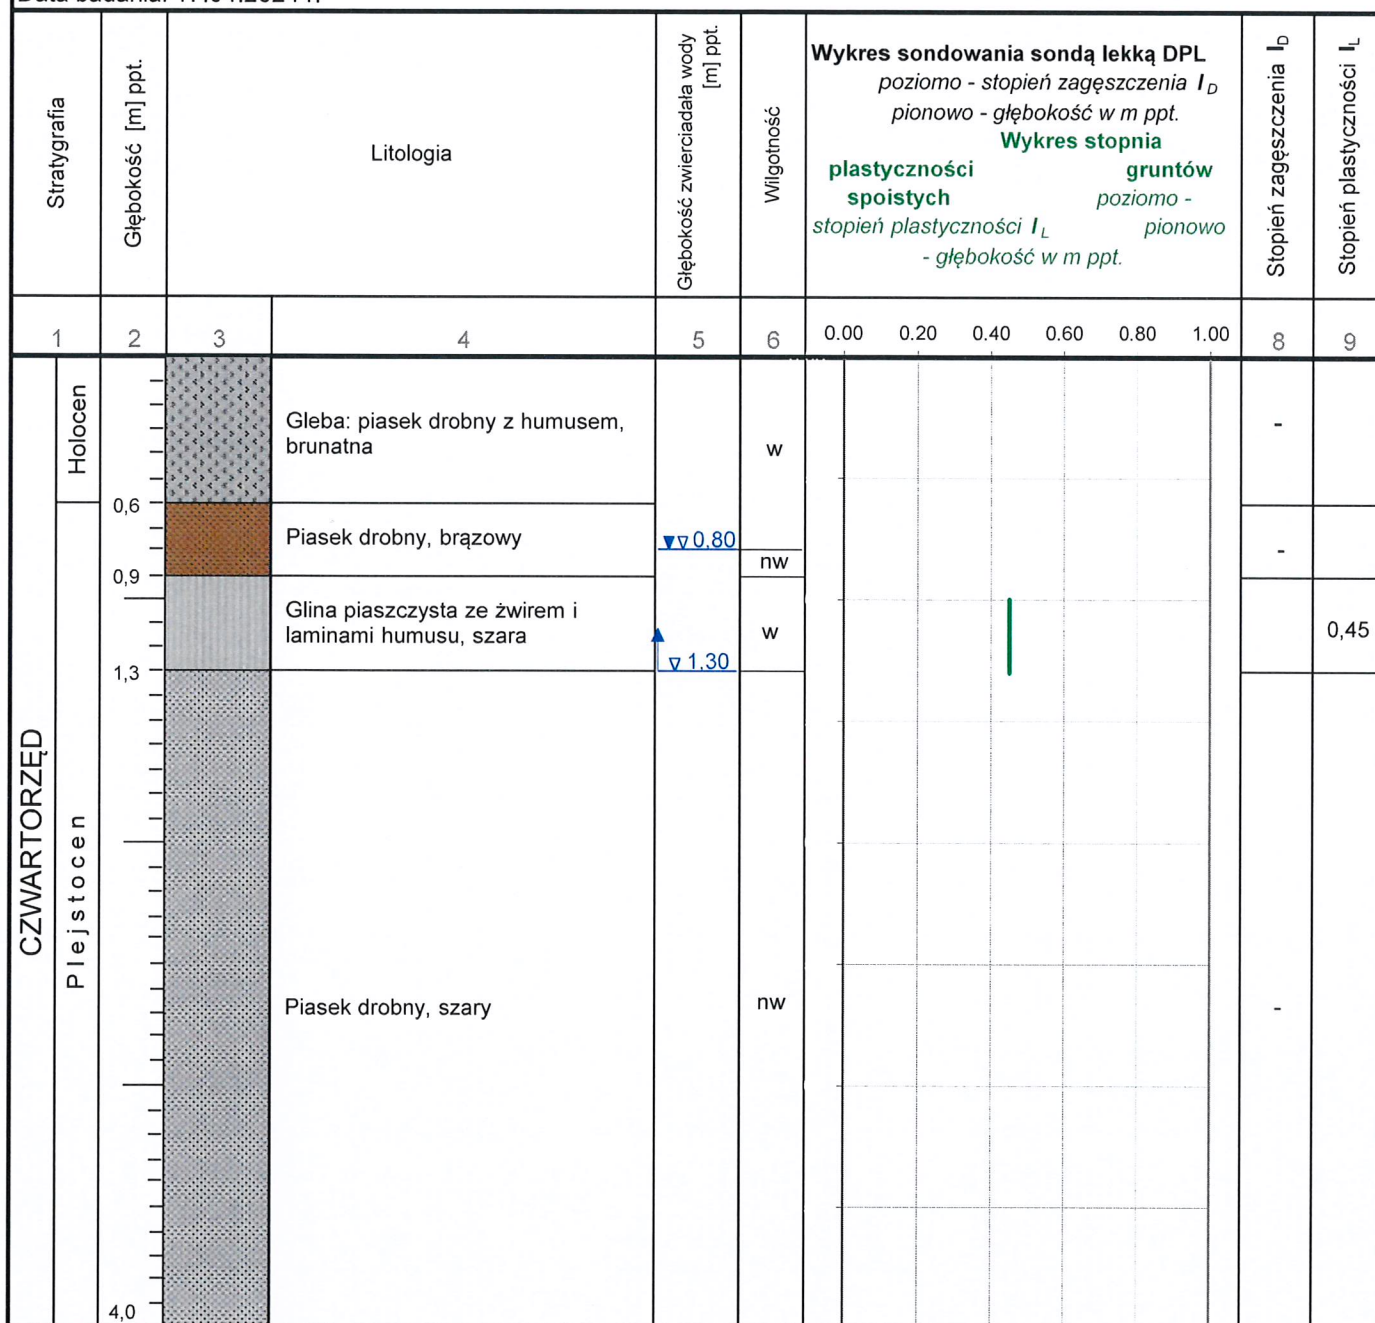 Stratygrafia
Głębokość [m] ppt.
Litologia
Głębokość zwierciadała wody
[m] ppt.
Wilgotność
Wykres sondowania sondą lekką DPL
poziomo - stopień zagęszczenia I D
pionowo - głębokość w m ppt.
Wykres stopnia
plastyczności gruntów
spoistych poziomo -
stopień plastyczności I L pionowo
- głębokość w m ppt.
Stopień zagęszczenia I D
Stopień plastyczności I L
1 2 3 4 5 6 0.00 0.20 0.40 0.60 0.80 1.00 8 9
CZWARTORZĘD
Holocen
Gleba: piasek drobny z humusem,
brunatna
w
-
0,6
Piasek drobny, brązowy
0,80
nw
-
0,9
Glina piaszczysta ze żwirem i
laminami humusu, szara
w
0,45
1,30
1,3
Plejstocen
Piasek drobny, szary
nw
-
4,0